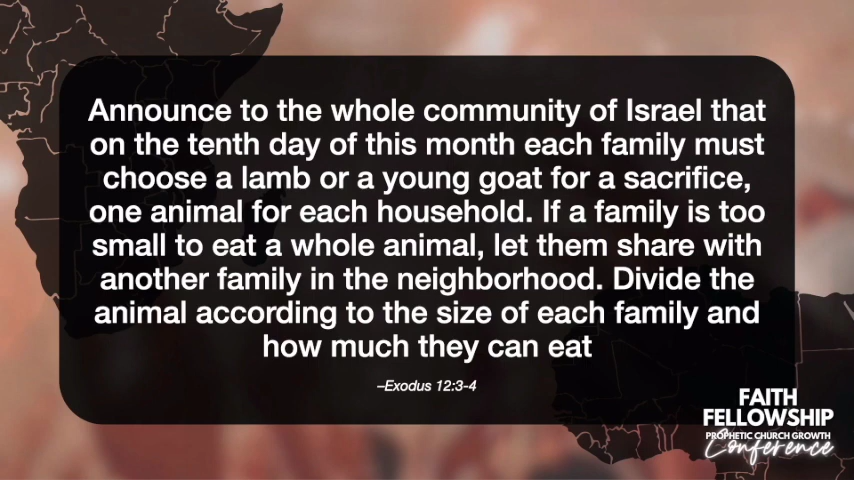 Announce to the whole community of Israel that
on the tenth day of this month each family must
choose a lamb or a young goat for a sacrifice,
one animal for each household. If a family is too
small to eat a whole animal, let them share with
another family in the neighborhood. Divide the
animal according to the size of each family and
how much they can eat
–Exodus 12:3-4
FAITH
FELLOWSHIP
PROPHETIC CHURCH GROWTH
Conference